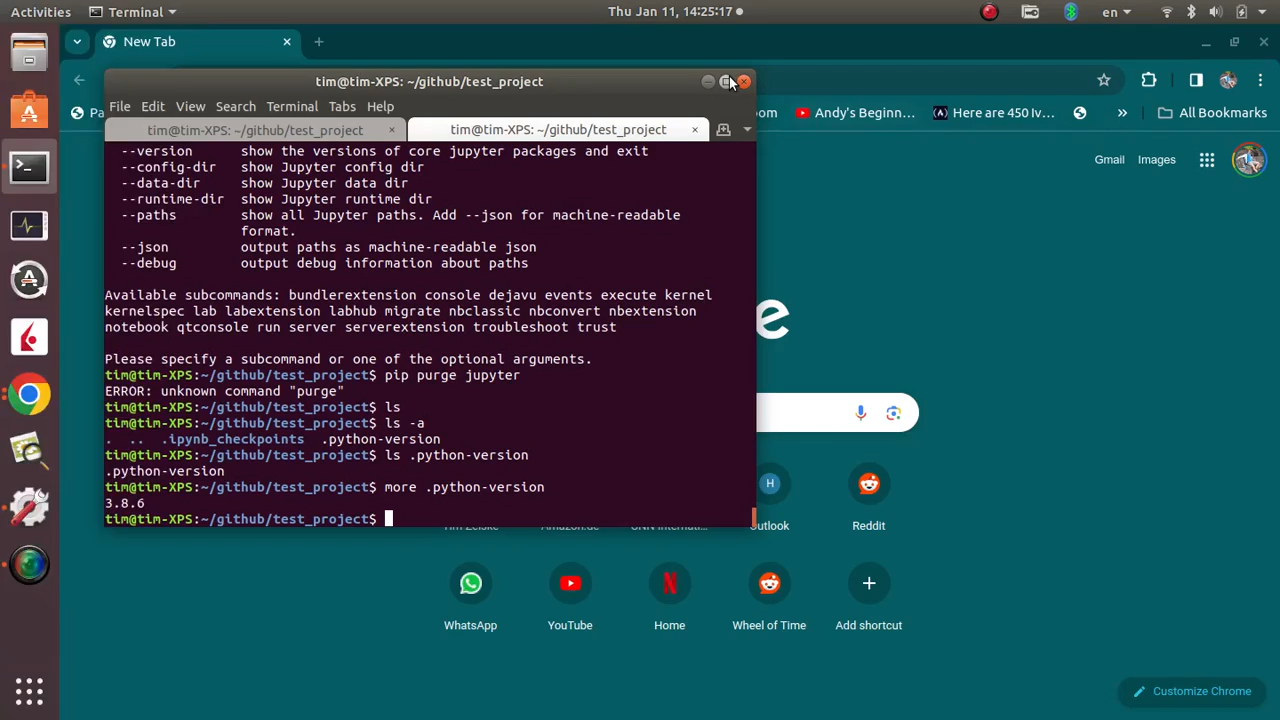 Activities
Terminal
Thu Jan 11, 14:25:17
en
New Tab
tim@tim-XPS: ~/github/test_project
File Edit View Search Terminal Tabs Help
Pa
oom
Andy's Beginn...
Here are 450 Iv...
All Bookmarks
tim@tim-XPS: ~/github/test_project
tim@tim-XPS: ~/github/test_project
--version show the versions of core jupyter packages and exit
--config-dir show Jupyter config dir
--data-dir show Jupyter data dir
--runtime-dir show Jupyter runtime dir
--paths show all Jupyter paths. Add --json for machine-readable
format.
--json output paths as machine-readable json
--debug output debug information about paths
Gmail Images
Available subcommands: bundlerextension console dejavu events execute kernel
kernelspec lab labextension labhub migrate nbclassic nbconvert nbextension
notebook qtconsole run server serverextension troubleshoot trust
Please specify a subcommand or one of the optional arguments.
tim@tim-XPS:~/github/test_project$ pip purge jupyter
ERROR: unknown command "purge"
tim@tim-XPS:~/github/test_project$ ls
tim@tim-XPS:~/github/test_project$ ls -a
. .. .ipynb_checkpoints .python-version
tim@tim-XPS:~/github/test_project$ ls .python-version
.python-version
tim@tim-XPS:~/github/test_project$ more .python-version
3.8.6
tim@tim-XPS:~/github/test_project$
e
H
Outlook
Reddit
WhatsApp
YouTube
Home
Wheel of Time
Add shortcut
Customize Chrome